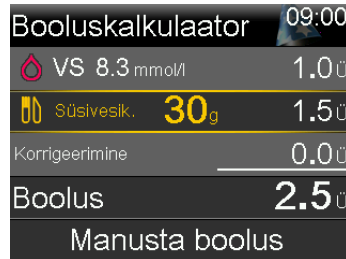 Booluskalkulaator 09:00
VS 8.3 mmol/l 1.0ü
Süsivesik. 30g 1.5ü
Korrigeerimine 0.0ü
Boolus 2.5ü
Manusta boolus